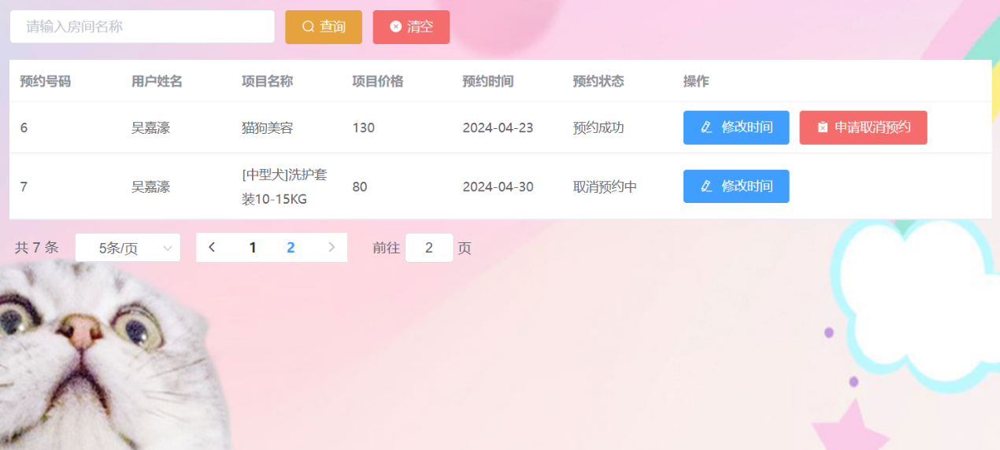 请输入房间名称 查询 清空
预约号码 用户姓名 项目名称 项目价格 预约时间 预约状态 操作
6 吴嘉濠 猫狗美容 130 2024-04-23 预约成功 修改时间 申请取消预约
7 吴嘉濠 [中型犬]洗护套 80 2024-04-30 取消预约中 修改时间
装10-15KG
共 7 条 5条/页 1 2 前往 2 页